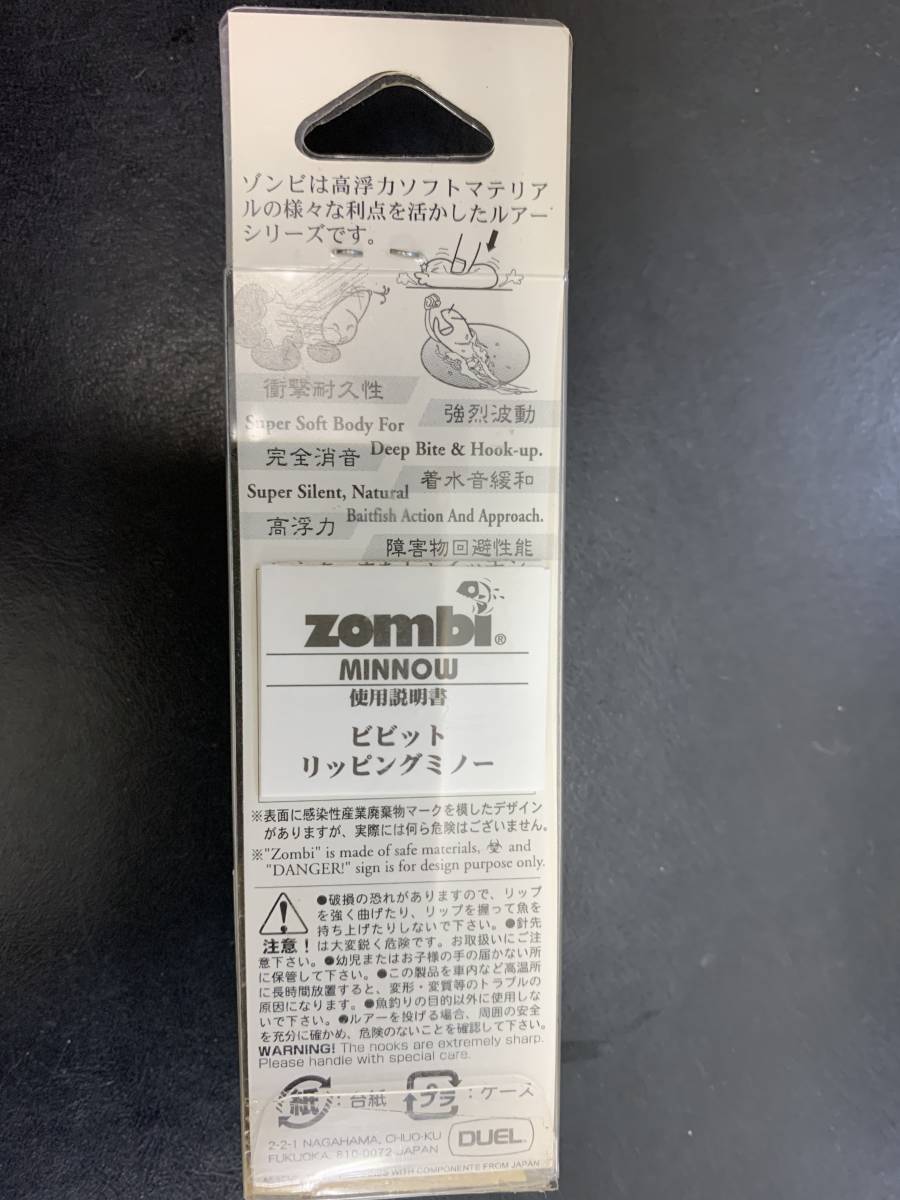 ゾンビは高浮力ソフトマテリア
ルの様々な利点を活かしたルアー
シリーズです。
衝撃耐久性
強烈波動
Super Soft Body For
Deep Bite & Hook-up.
完全消音
着水音緩和
Super Silent, Natural
Baitfish Action And Approach.
高浮力
障害物回避性能
zombi®
MINNOW
使用説明書
ビビット
リッピングミノー
※表面に感染性産業廃棄物マークを模したデザイン
がありますが、実際には何ら危険はございません。
※"Zombi" is made of safe materials, ☣ and
"DANGER!" sign is for design purpose only.
●破損の恐れがありますので、リップ
を強く曲げたり、リップを握って魚を
持ち上げたりしないで下さい。●針先
注意！は大変鋭く危険です。お取扱いにご注
意下さい。●幼児またはお子様の手の届かない所
に保管して下さい。●この製品を車内など高温所
に長時間放置すると、変形・変質等のトラブルの
原因になります。●魚釣りの目的以外に使用しな
いで下さい。●ルアーを投げる場合、周囲の安全
を充分に確かめ、危険のないことを確認して下さい。
WARNING! The hooks are extremely sharp.
Please handle with special care.
紙：台紙 プラ：ケース
2-2-1 NAGAHAMA, CHUO-KU
FUKUOKA, 810-0072 JAPAN
DUEL®
WITH COMPONENTS FROM JAPAN